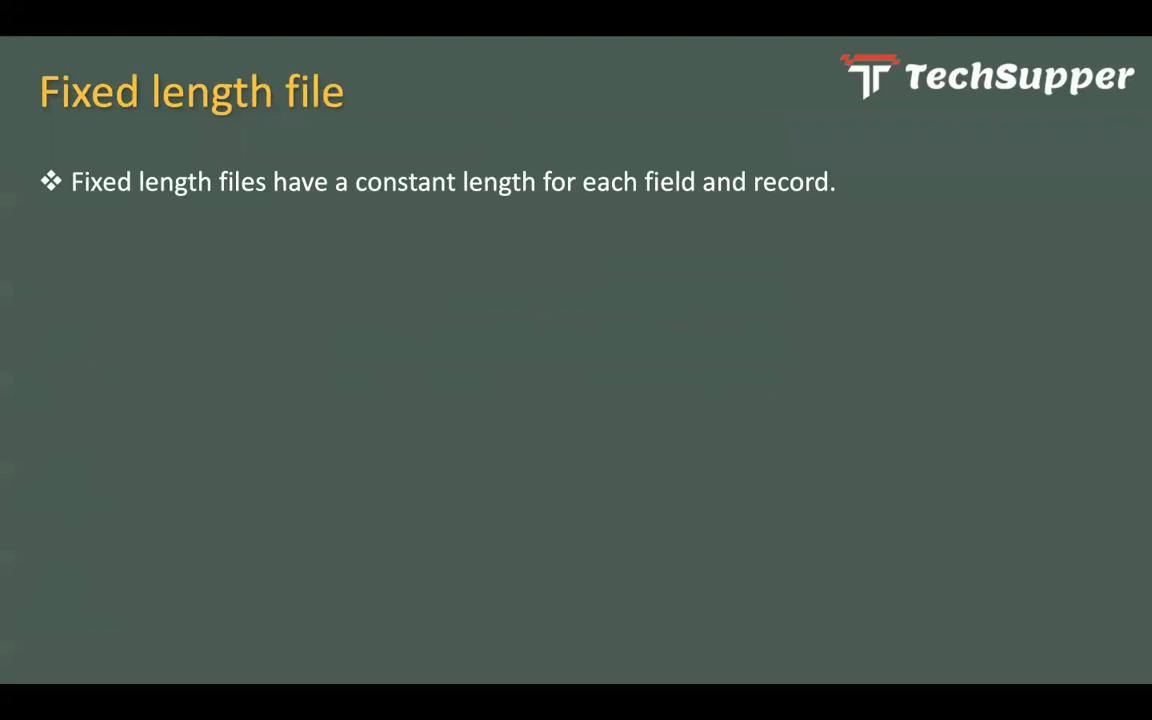 TechSupper
Fixed length file
❖ Fixed length files have a constant length for each field and record.